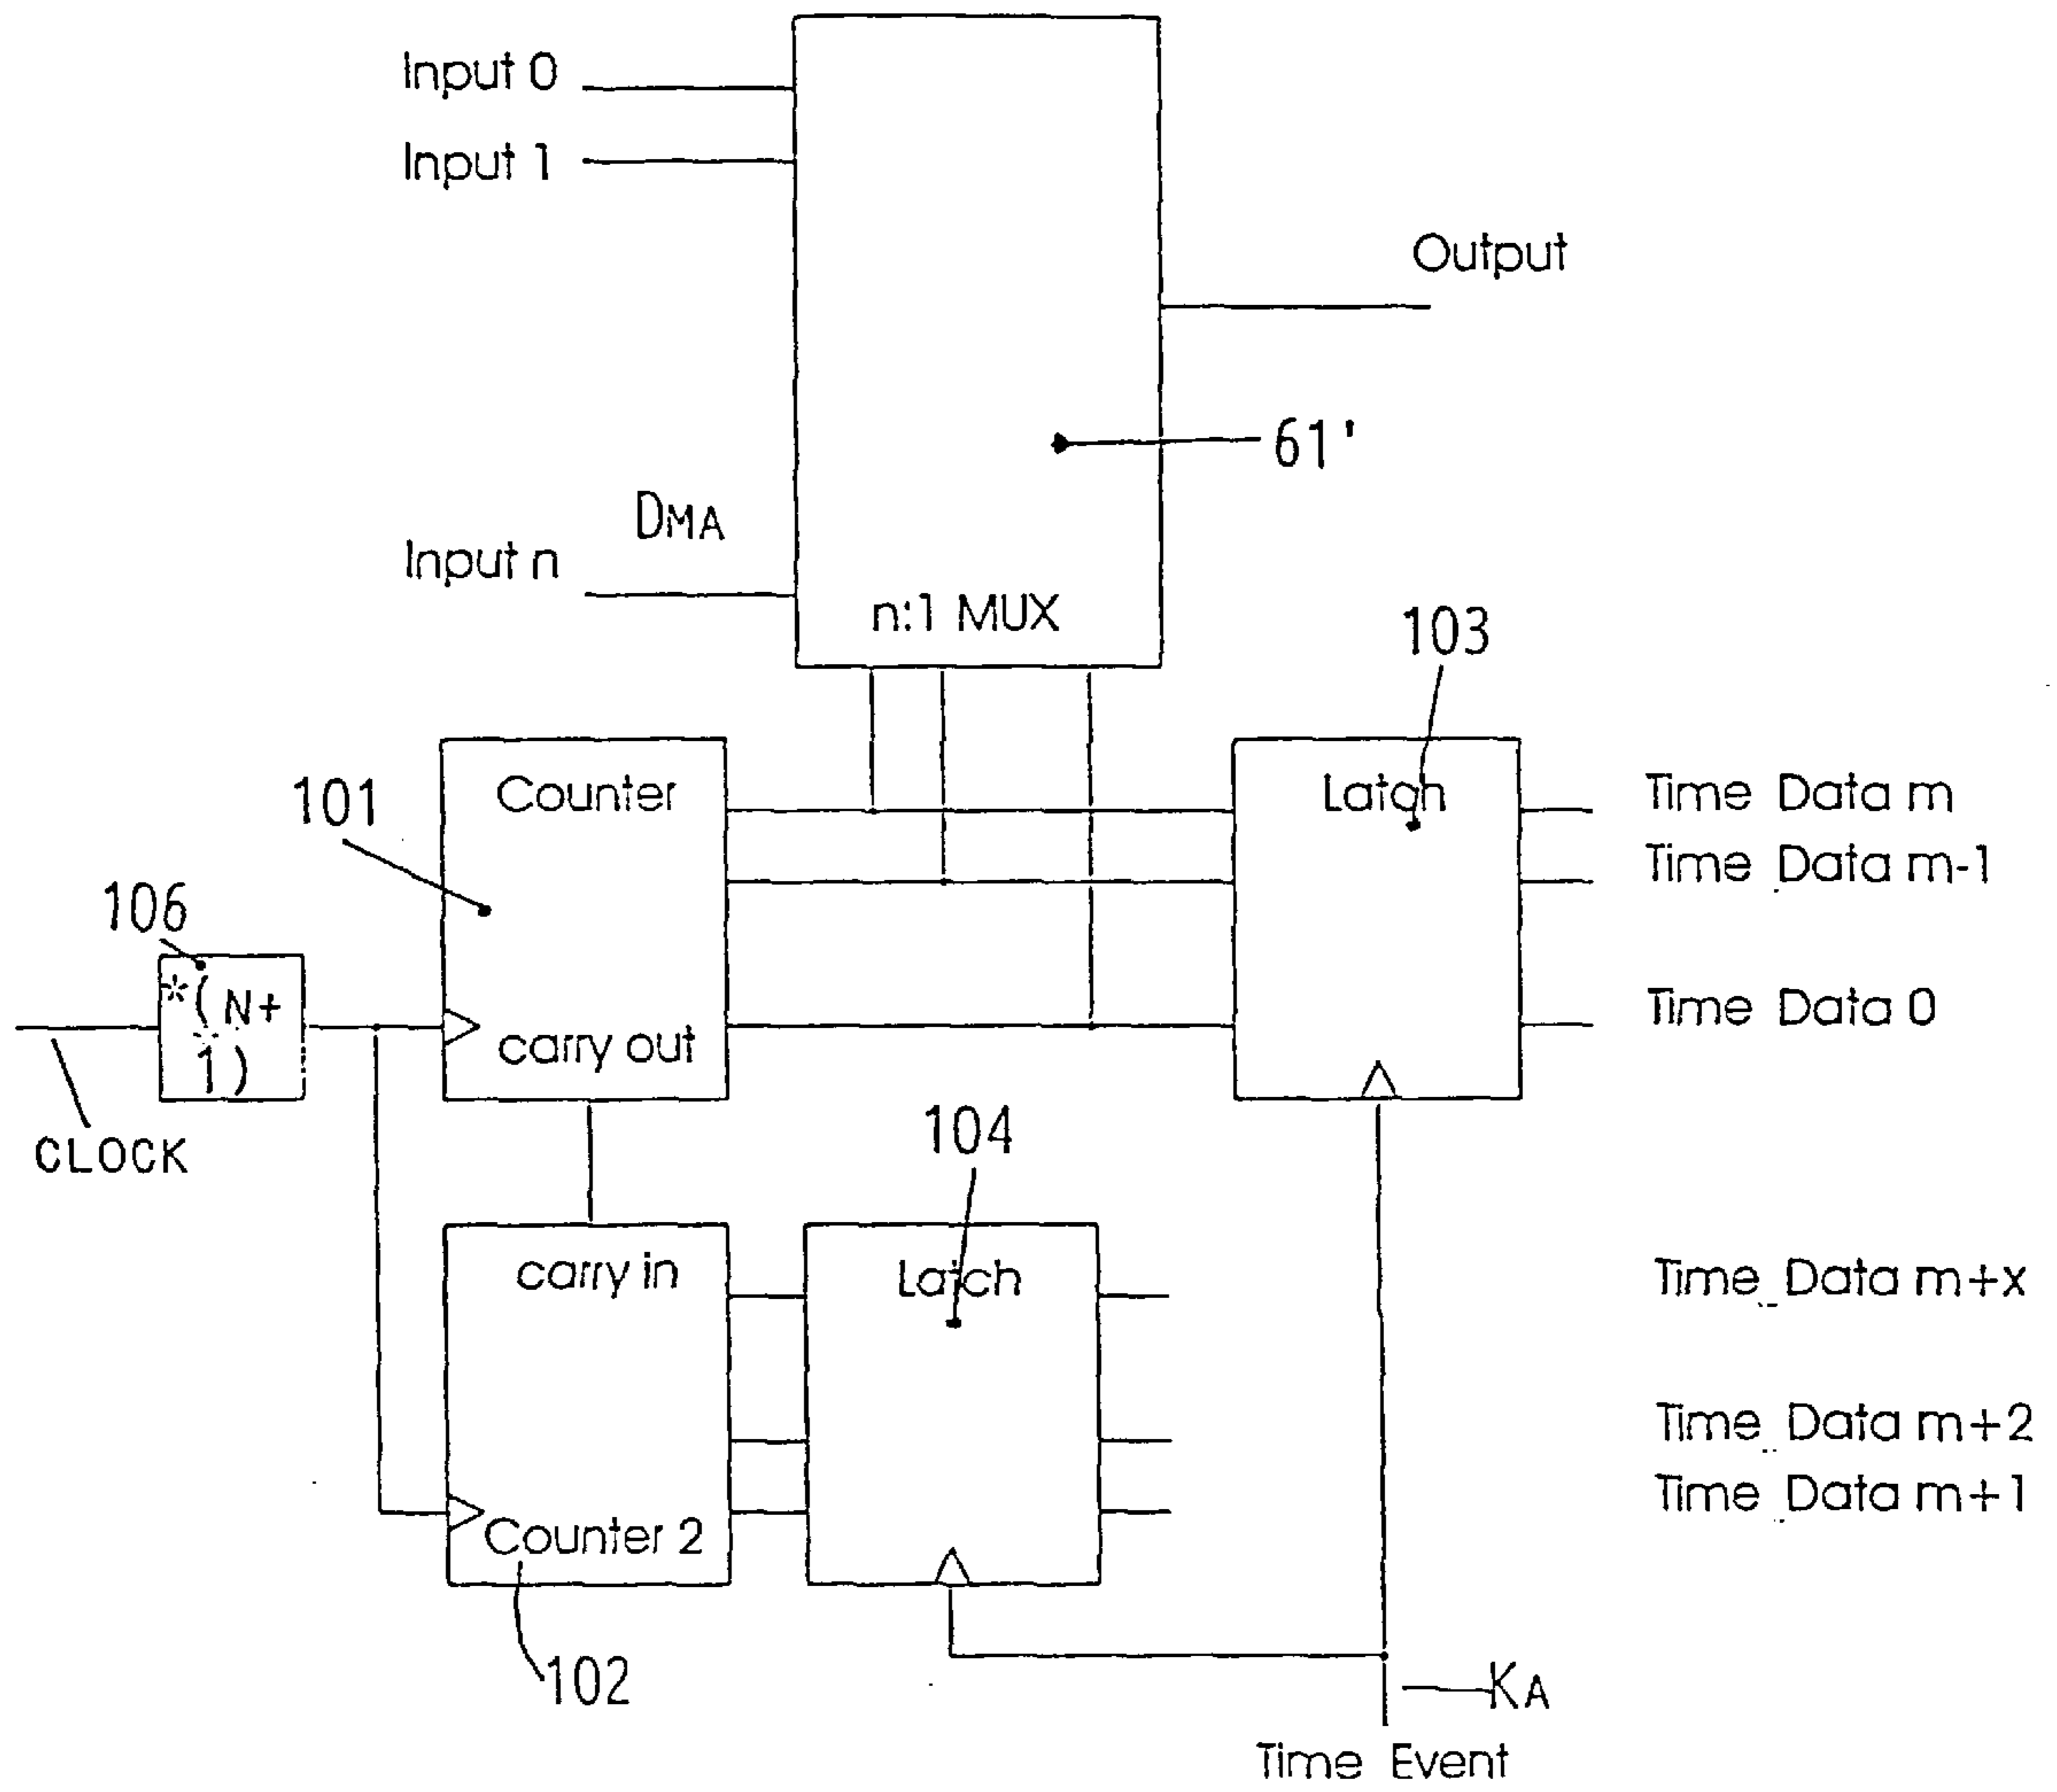 Input 0
Input 1
Output
61'
DMA
Input n
n:1 MUX
103
101
Counter
Latch
Time Data m
Time Data m-1
106
*(N+
1)
carry out
Time Data 0
CLOCK
104
carry in
Latch
Time Data m+x
Time Data m+2
Time Data m+1
Counter 2
102
KA
Time Event